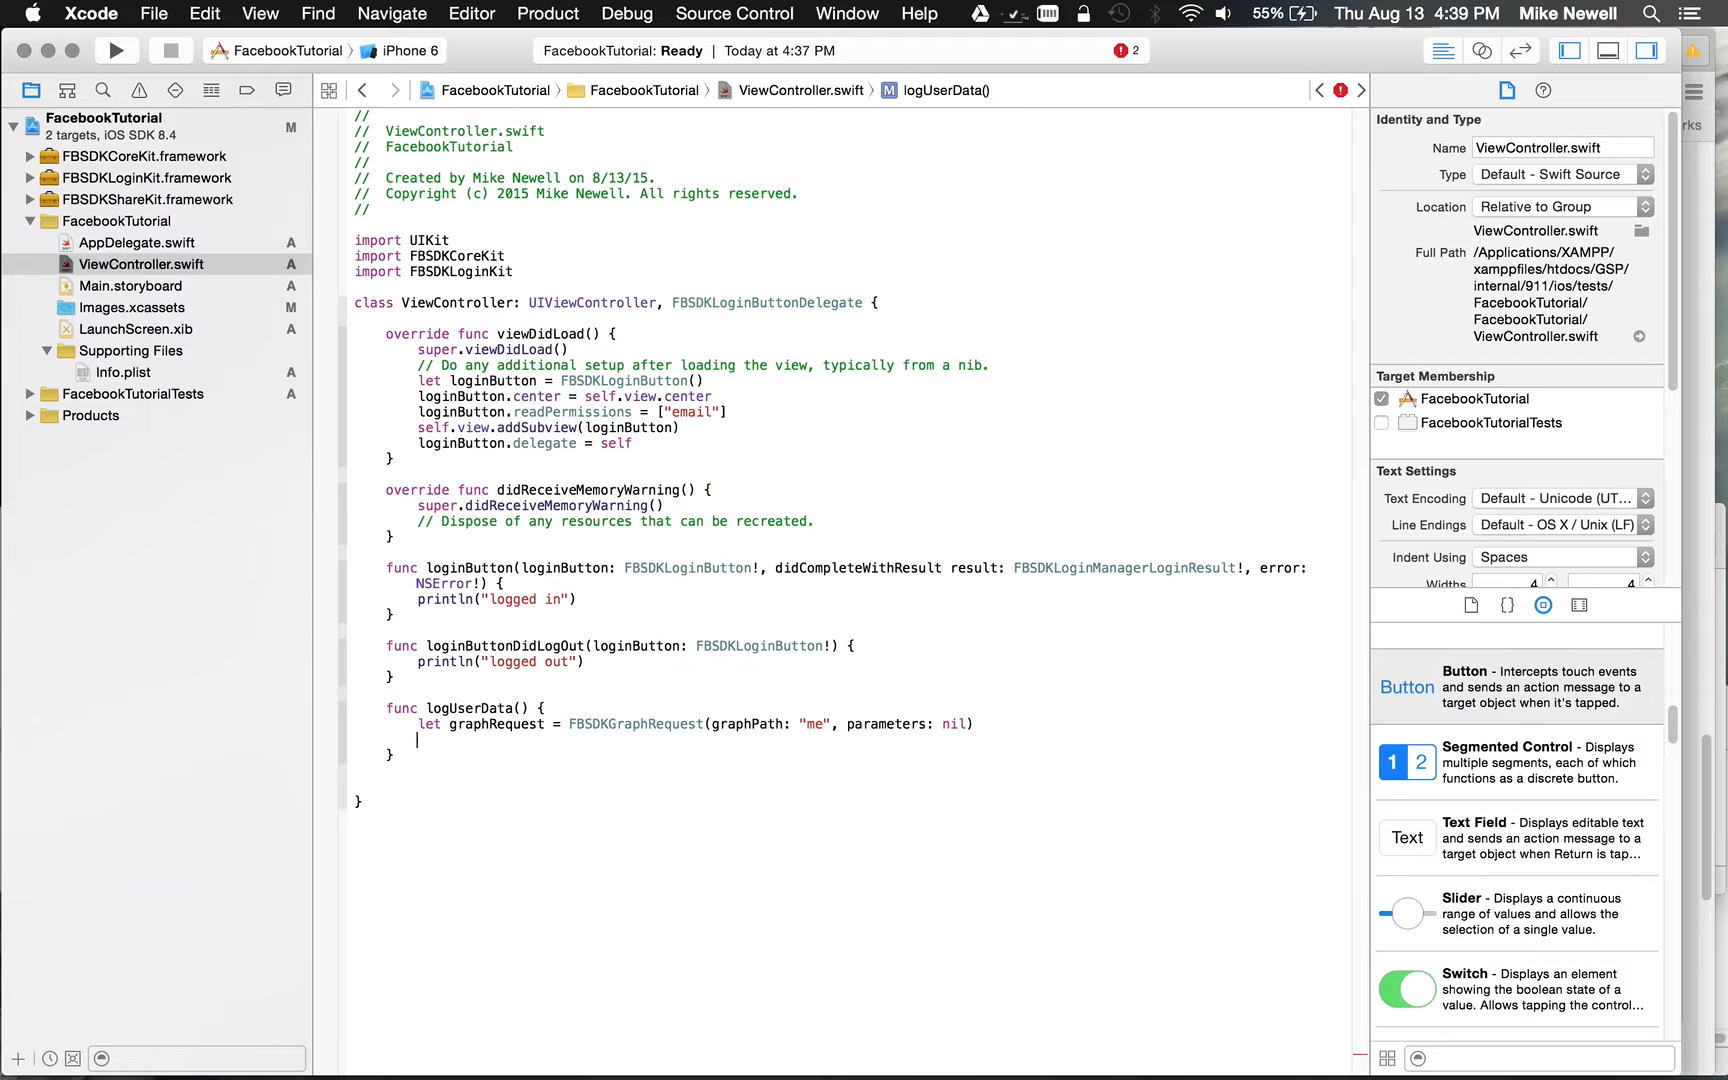 Xcode File Edit View Find Navigate Editor Product Debug Source Control Window Help 55% Thu Aug 13 4:39 PM Mike Newell
FacebookTutorial iPhone 6 FacebookTutorial: Ready | Today at 4:37 PM 2
FacebookTutorial FacebookTutorial ViewController.swift M logUserData()
FacebookTutorial M
2 targets, iOS SDK 8.4
FBSDKCoreKit.framework
FBSDKLoginKit.framework
FBSDKShareKit.framework
FacebookTutorial
AppDelegate.swift A
ViewController.swift A
Main.storyboard A
Images.xcassets M
LaunchScreen.xib A
Supporting Files
Info.plist A
FacebookTutorialTests A
Products
//
// ViewController.swift
// FacebookTutorial
//
// Created by Mike Newell on 8/13/15.
// Copyright (c) 2015 Mike Newell. All rights reserved.
//
import UIKit
import FBSDKCoreKit
import FBSDKLoginKit
class ViewController: UIViewController, FBSDKLoginButtonDelegate {
override func viewDidLoad() {
super.viewDidLoad()
// Do any additional setup after loading the view, typically from a nib.
let loginButton = FBSDKLoginButton()
loginButton.center = self.view.center
loginButton.readPermissions = ["email"]
self.view.addSubview(loginButton)
loginButton.delegate = self
}
override func didReceiveMemoryWarning() {
super.didReceiveMemoryWarning()
// Dispose of any resources that can be recreated.
}
func loginButton(loginButton: FBSDKLoginButton!, didCompleteWithResult result: FBSDKLoginManagerLoginResult!, error:
NSError!) {
println("logged in")
}
func loginButtonDidLogOut(loginButton: FBSDKLoginButton!) {
println("logged out")
}
func logUserData() {
let graphRequest = FBSDKGraphRequest(graphPath: "me", parameters: nil)
}
}
Identity and Type
Name ViewController.swift
Type Default - Swift Source
Location Relative to Group
ViewController.swift
Full Path /Applications/XAMPP/
xamppfiles/htdocs/GSP/
internal/911/ios/tests/
FacebookTutorial/
FacebookTutorial/
ViewController.swift
Target Membership
FacebookTutorial
FacebookTutorialTests
Text Settings
Text Encoding Default - Unicode (UT...
Line Endings Default - OS X / Unix (LF)
Indent Using Spaces
Widths 4 4
Button Button - Intercepts touch events
and sends an action message to a
target object when it's tapped.
1 2 Segmented Control - Displays
multiple segments, each of which
functions as a discrete button.
Text Text Field - Displays editable text
and sends an action message to a
target object when Return is tap...
Slider - Displays a continuous
range of values and allows the
selection of a single value.
Switch - Displays an element
showing the boolean state of a
value. Allows tapping the control...
rks